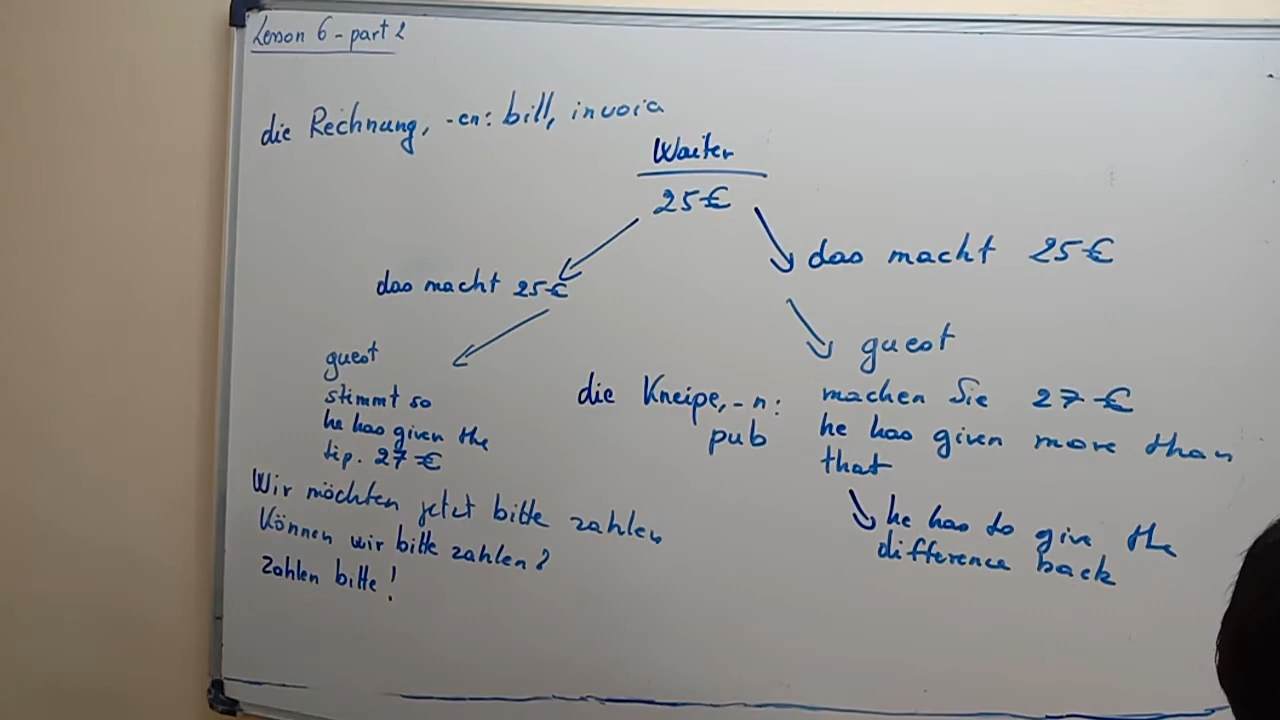 Lesson 6 - part 2
die Rechnung, -en: bill, invoic
Waiter
25€
das macht 25€
das macht 25€
guest
stimmt so
he has given the
tip. 27€
guest
machen Sie 27€
he has given more than
that
he has to give the
difference back
die Kneipe, -n:
pub
Wir möchten jetzt bitte zahlen
Können wir bitte zahlen?
Zahlen bitte!